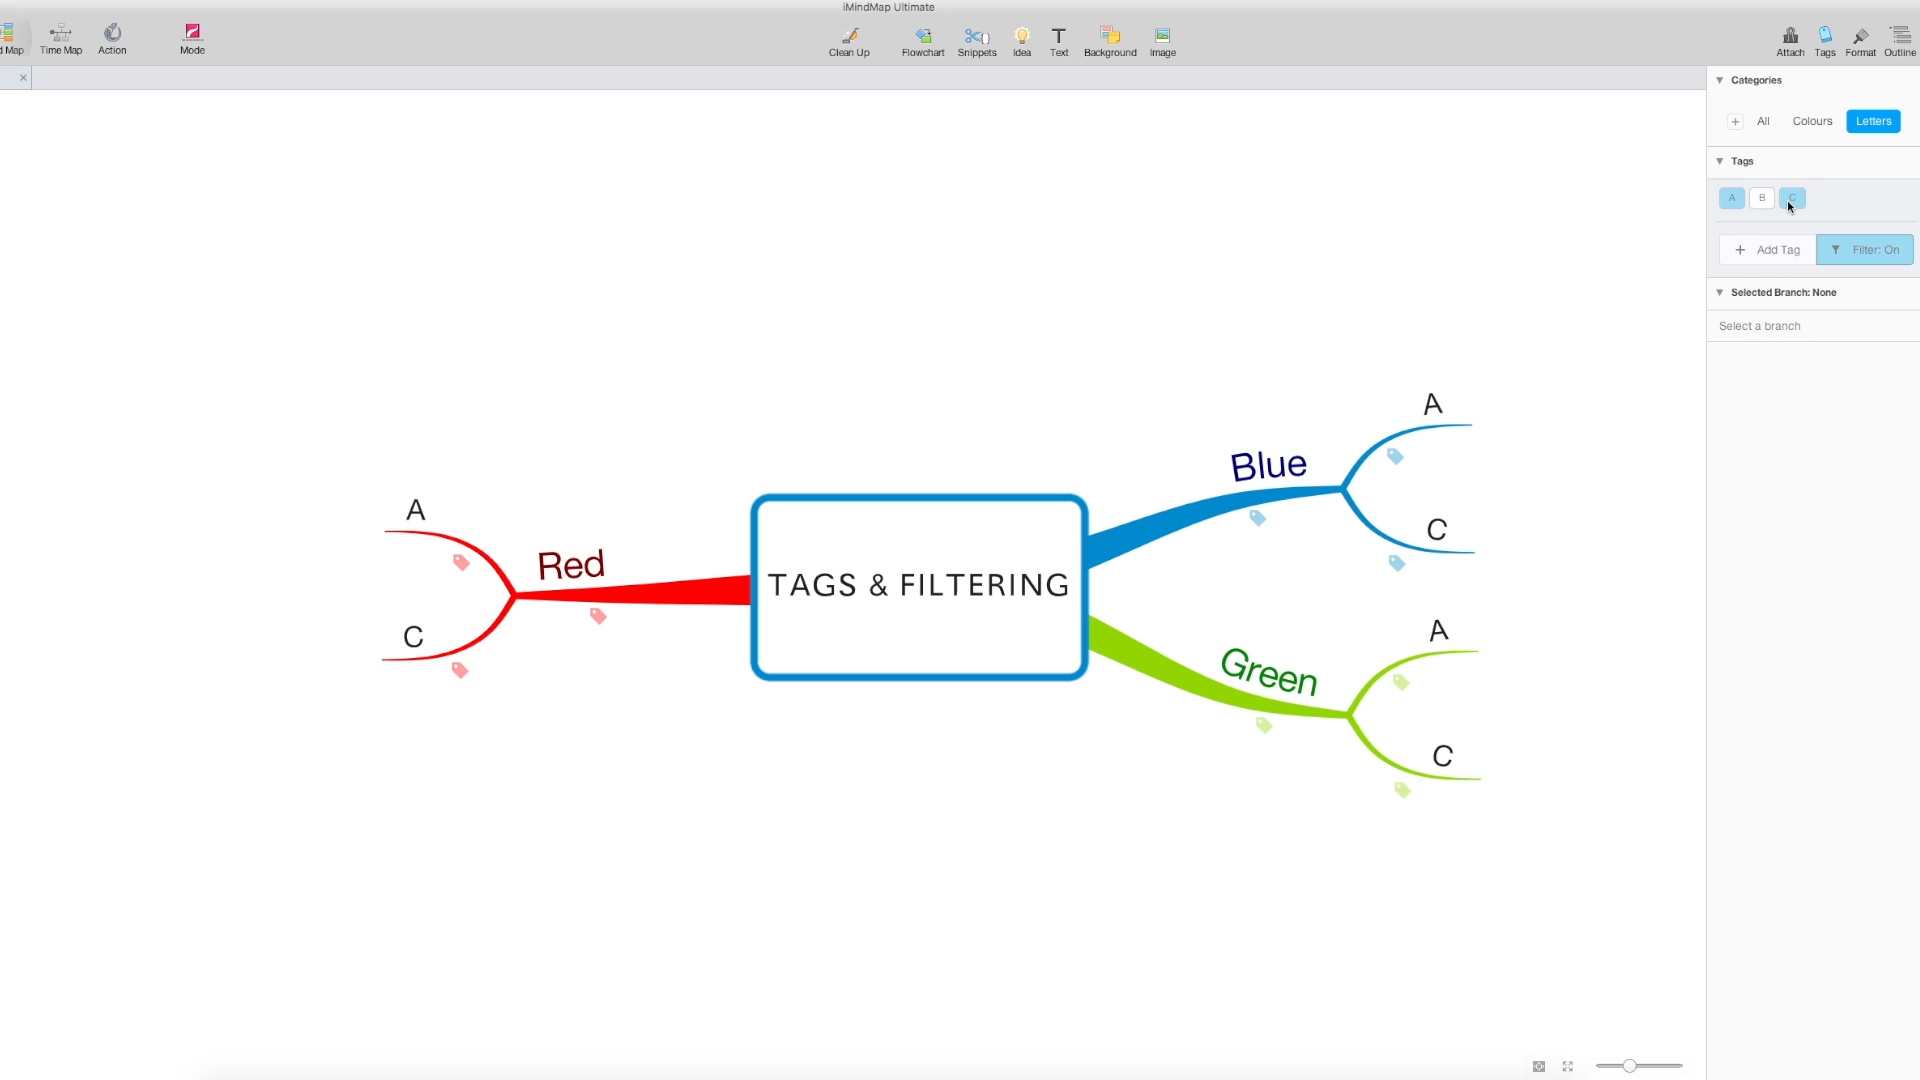 iMindMap Ultimate
d Map
Time Map
Action
Mode
Clean Up
Flowchart
Snippets
Idea
Text
Background
Image
Attach
Tags
Format
Outline
Categories
+ All Colours Letters
Tags
A B C
+ Add Tag
Filter: On
Selected Branch: None
Select a branch
A
Blue
C
A
Red
C
TAGS & FILTERING
A
Green
C